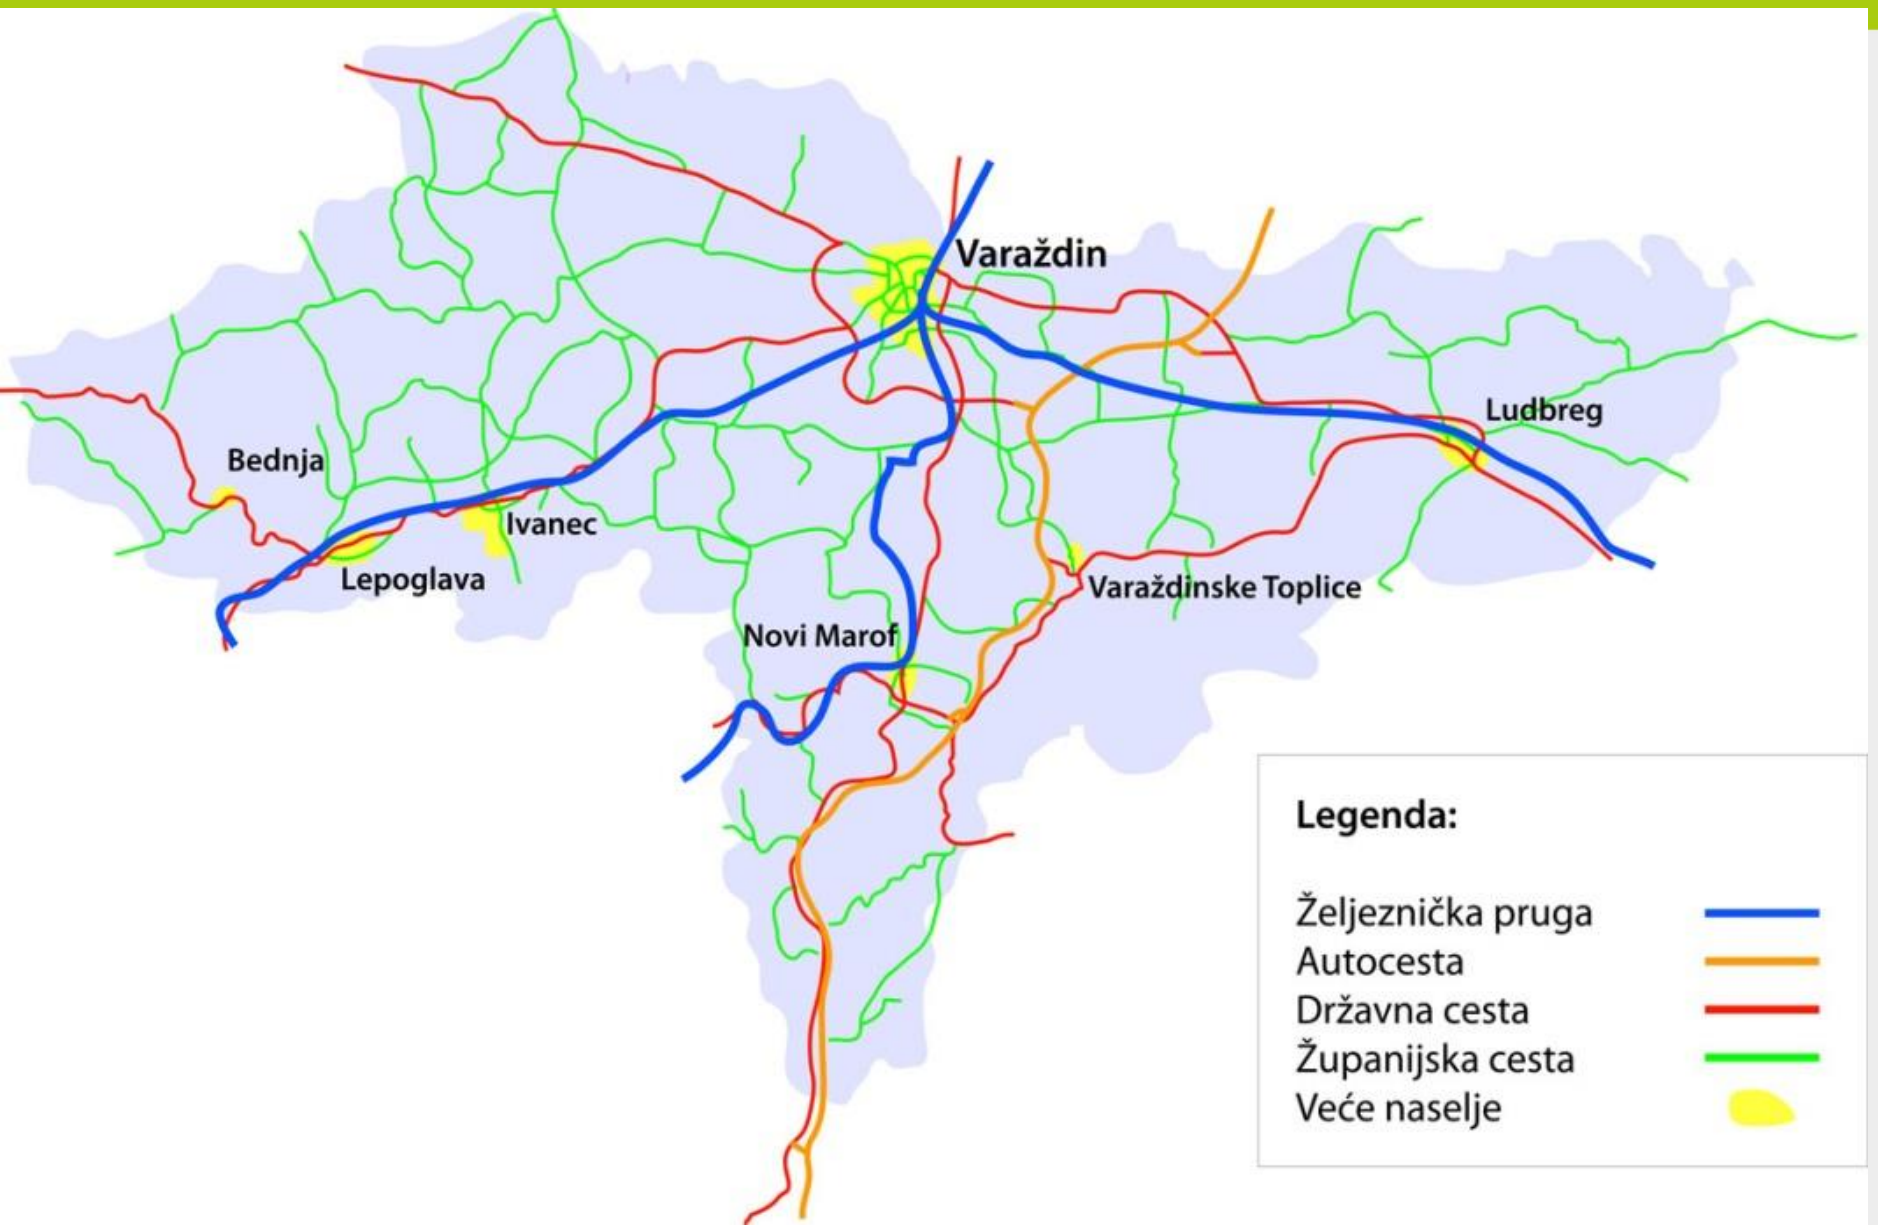 Varaždin
Ludbreg
Bednja
Ivanec
Lepoglava
Varaždinske Toplice
Novi Marof
Legenda:
Željeznička pruga
Autocesta
Državna cesta
Županijska cesta
Veće naselje